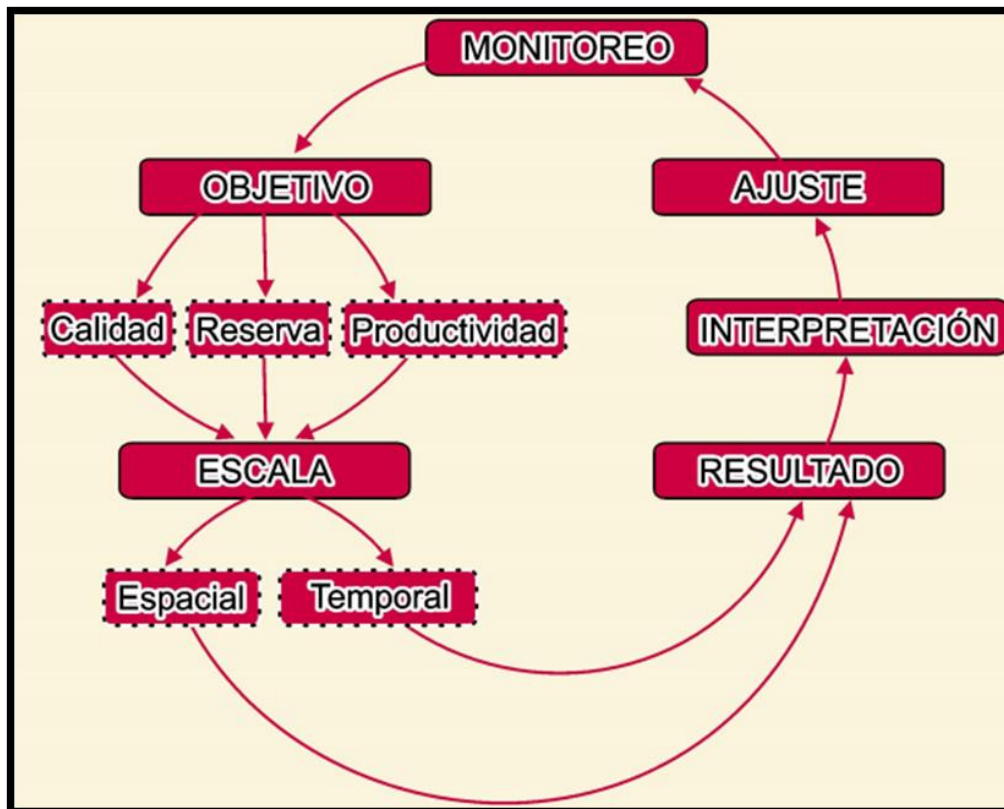 MONITOREO
OBJETIVO
AJUSTE
Calidad
Reserva
Productividad
INTERPRETACIÓN
ESCALA
RESULTADO
Espacial
Temporal